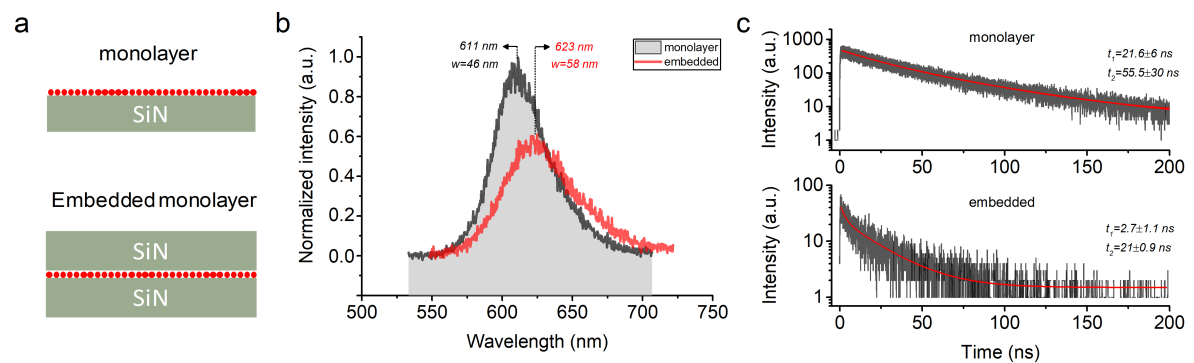 a
monolayer
SiN
Embedded monolayer
SiN
SiN
b
Normalized intensity (a.u.)
1.0
0.8
0.6
0.4
0.2
0.0
611 nm
w=46 nm
623 nm
w=58 nm
monolayer
embedded
500 550 600 650 700 750
Wavelength (nm)
c
Intensity (a.u.)
1000
100
10
1
monolayer
t1=21.6±6 ns
t2=55.5±30 ns
0 50 100 150 200
Intensity (a.u.)
100
10
1
embedded
t1=2.7±1.1 ns
t2=21±0.9 ns
0 50 100 150 200
Time (ns)